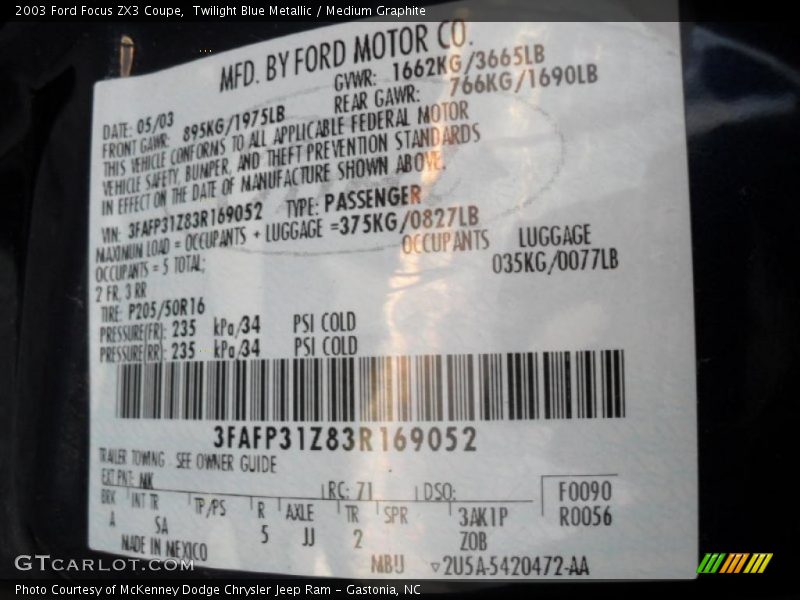 2003 Ford Focus ZX3 Coupe,  Twilight Blue Metallic / Medium Graphite
MFD. BY FORD MOTOR CO.
DATE: 05/03 GVWR: 1662KG/3665LB
FRONT GAWR: 895KG/1975LB REAR GAWR: 766KG/1690LB
THIS VEHICLE CONFORMS TO ALL APPLICABLE FEDERAL MOTOR
VEHICLE SAFETY, BUMPER, AND THEFT PREVENTION STANDARDS
IN EFFECT ON THE DATE OF MANUFACTURE SHOWN ABOVE.
VIN: 3FAFP31Z83R169052 TYPE: PASSENGER
MAXIMUM LOAD = OCCUPANTS + LUGGAGE =375KG/0827LB
OCCUPANTS = 5 TOTAL; OCCUPANTS LUGGAGE
2 FR, 3 RR 035KG/0077LB
TIRE: P205/50R16
PRESSURE(FR): 235 kPa/34 PSI COLD
PRESSURE(RR): 235 kPa/34 PSI COLD
3FAFP31Z83R169052
TRAILER TOWING - SEE OWNER GUIDE
EXT PNT: MK RC: 71 DSO: F0090
BRK INT TR TP/PS R AXLE TR SPR 3AK1P R0056
A SA 5 JJ 2 Z0B
MADE IN MEXICO
MBU ▿2U5A-5420472-AA
GTCARLOT.COM
Photo Courtesy of McKenney Dodge Chrysler Jeep Ram – Gastonia, NC